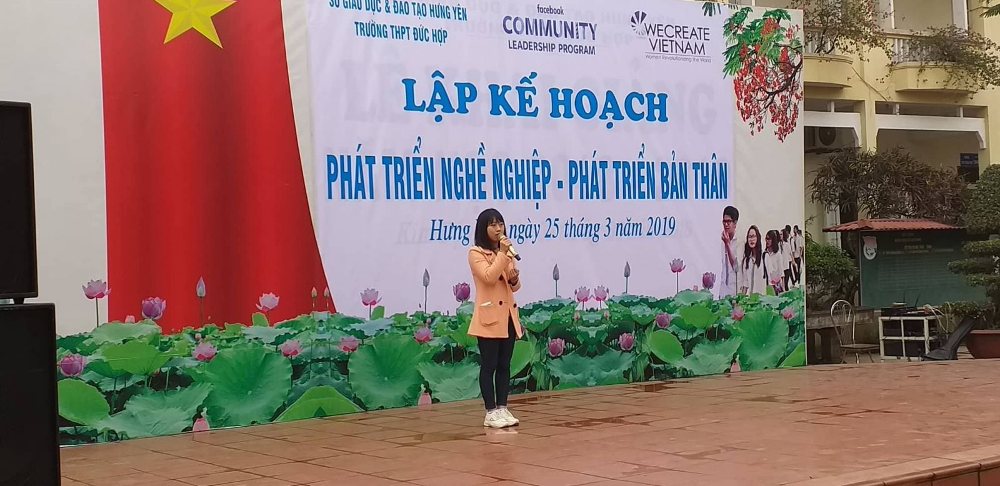 SỞ GIÁO DỤC & ĐÀO TẠO HƯNG YÊN
TRƯỜNG THPT ĐỨC HỢP
facebook
COMMUNITY
LEADERSHIP PROGRAM
WECREATE
VIETNAM
Women Revolutionizing the World
LẬP KẾ HOẠCH
PHÁT TRIỂN NGHỀ NGHIỆP - PHÁT TRIỂN BẢN THÂN
Hưng ngày 25 tháng 3 năm 2019